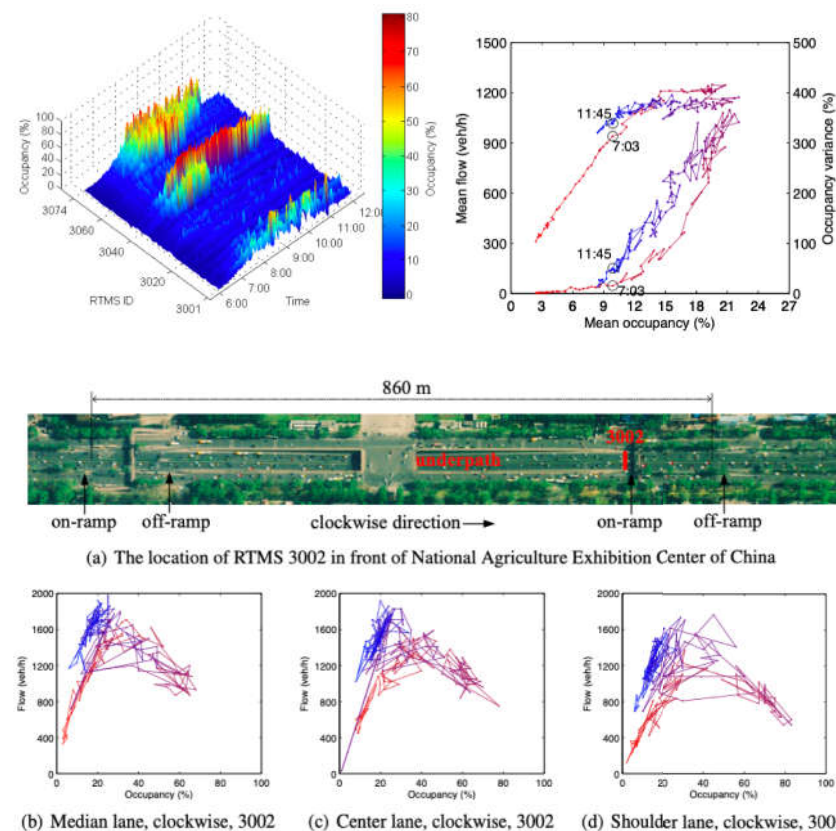 80
70
60
50
40
30
20
10
0
Occupancy (%)
100
80
60
40
20
0
Occupancy (%)
3074
3060
3040
3020
3001
RTMS ID
6:00
7:00
8:00
9:00
10:00
11:00
12:00
Time
1500
1200
900
600
300
0
Mean flow (veh/h)
500
400
300
200
100
0
Occupancy variance (%)
11:45
7:03
11:45
7:03
0 3 6 9 12 15 18 21 24 27
Mean occupancy (%)
860 m
3002
underpath
on-ramp
off-ramp
clockwise direction
on-ramp
off-ramp
(a) The location of RTMS 3002 in front of National Agriculture Exhibition Center of China
2000
1600
1200
800
400
0
Flow (veh/h)
0 20 40 60 80 100
Occupancy (%)
(b) Median lane, clockwise, 3002
2000
1600
1200
800
400
0
Flow (veh/h)
0 20 40 60 80 100
Occupancy (%)
(c) Center lane, clockwise, 3002
2000
1600
1200
800
400
0
Flow (veh/h)
0 20 40 60 80 100
Occupancy (%)
(d) Shoulder lane, clockwise, 300